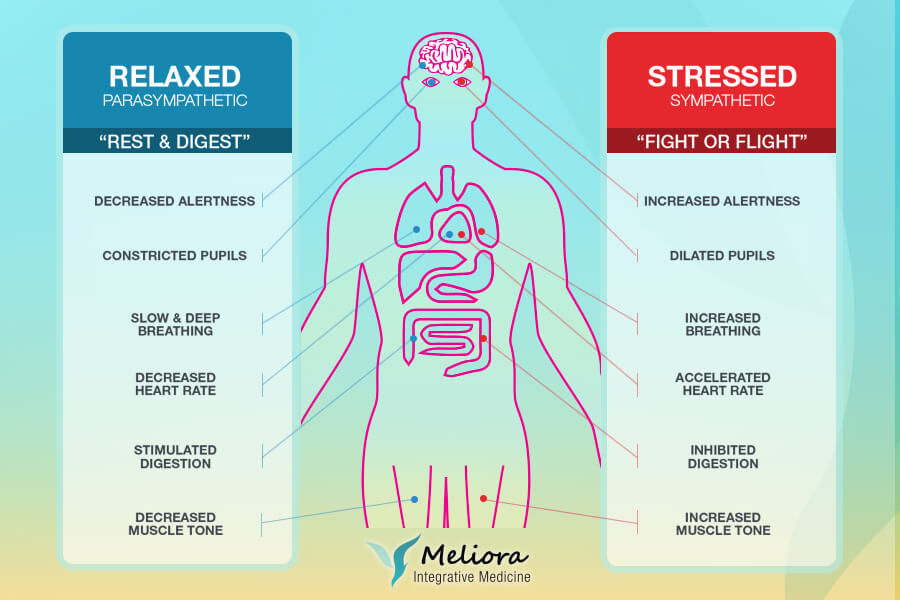 RELAXED
PARASYMPATHETIC
“REST & DIGEST”
DECREASED ALERTNESS
CONSTRICTED PUPILS
SLOW & DEEP
BREATHING
DECREASED
HEART RATE
STIMULATED
DIGESTION
DECREASED
MUSCLE TONE
STRESSED
SYMPATHETIC
“FIGHT OR FLIGHT”
INCREASED ALERTNESS
DILATED PUPILS
INCREASED
BREATHING
ACCELERATED
HEART RATE
INHIBITED
DIGESTION
INCREASED
MUSCLE TONE
Meliora
Integrative Medicine